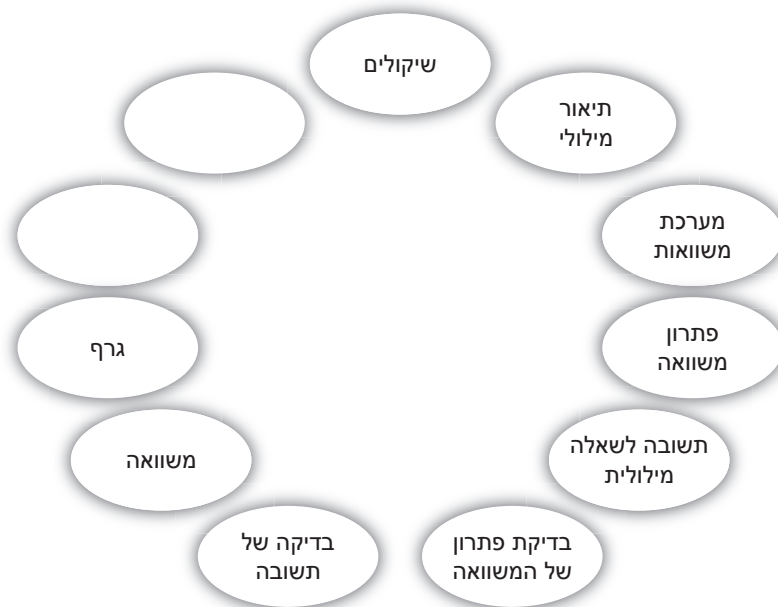 שיקולים
תיאור
מילולי
מערכת
משוואות
פתרון
משוואה
תשובה לשאלה
מילולית
בדיקת פתרון
של המשוואה
בדיקה של
תשובה
משוואה
גרף